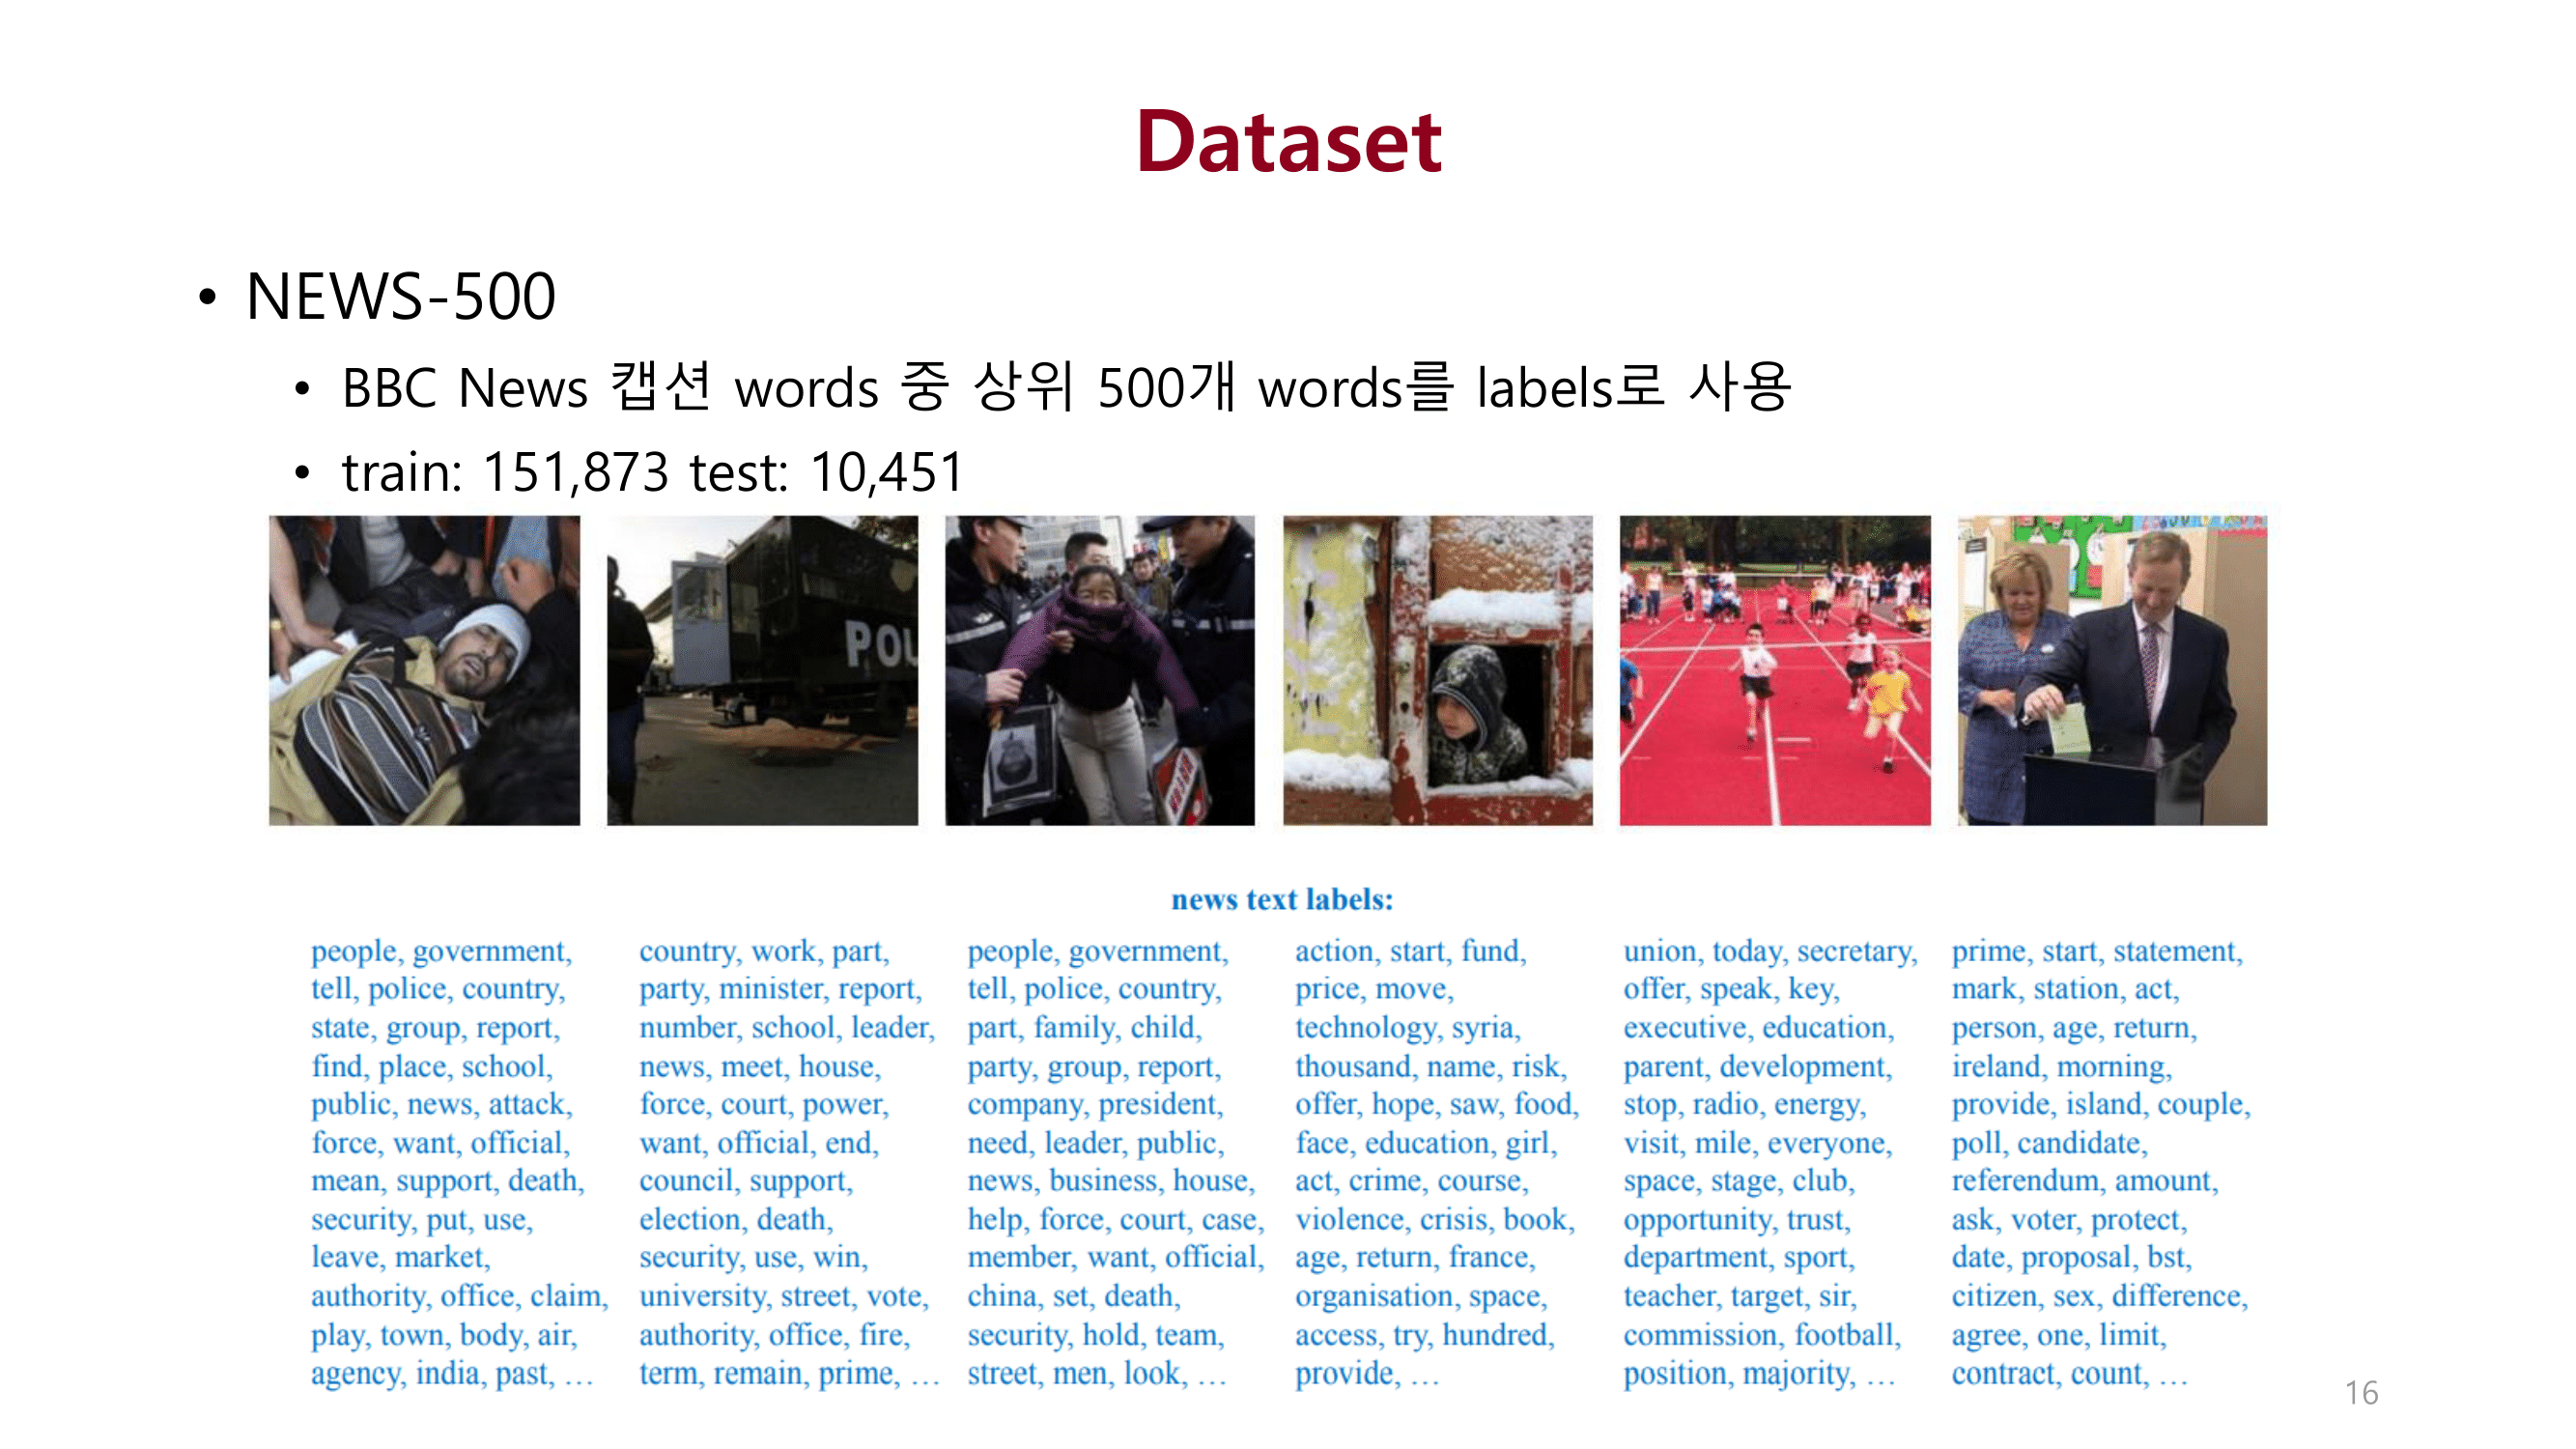 Dataset
• NEWS-500
• BBC News 캡션 words 중 상위 500개 words를 labels로 사용
• train: 151,873 test: 10,451
POL
news text labels:
people, government,
tell, police, country,
state, group, report,
find, place, school,
public, news, attack,
force, want, official,
mean, support, death,
security, put, use,
leave, market,
authority, office, claim,
play, town, body, air,
agency, india, past, …
country, work, part,
party, minister, report,
number, school, leader,
news, meet, house,
force, court, power,
want, official, end,
council, support,
election, death,
security, use, win,
university, street, vote,
authority, office, fire,
term, remain, prime, …
people, government,
tell, police, country,
part, family, child,
party, group, report,
company, president,
need, leader, public,
news, business, house,
help, force, court, case,
member, want, official,
china, set, death,
security, hold, team,
street, men, look, …
action, start, fund,
price, move,
technology, syria,
thousand, name, risk,
offer, hope, saw, food,
face, education, girl,
act, crime, course,
violence, crisis, book,
age, return, france,
organisation, space,
access, try, hundred,
provide, …
union, today, secretary,
offer, speak, key,
executive, education,
parent, development,
stop, radio, energy,
visit, mile, everyone,
space, stage, club,
opportunity, trust,
department, sport,
teacher, target, sir,
commission, football,
position, majority, …
prime, start, statement,
mark, station, act,
person, age, return,
ireland, morning,
provide, island, couple,
poll, candidate,
referendum, amount,
ask, voter, protect,
date, proposal, bst,
citizen, sex, difference,
agree, one, limit,
contract, count, …
16